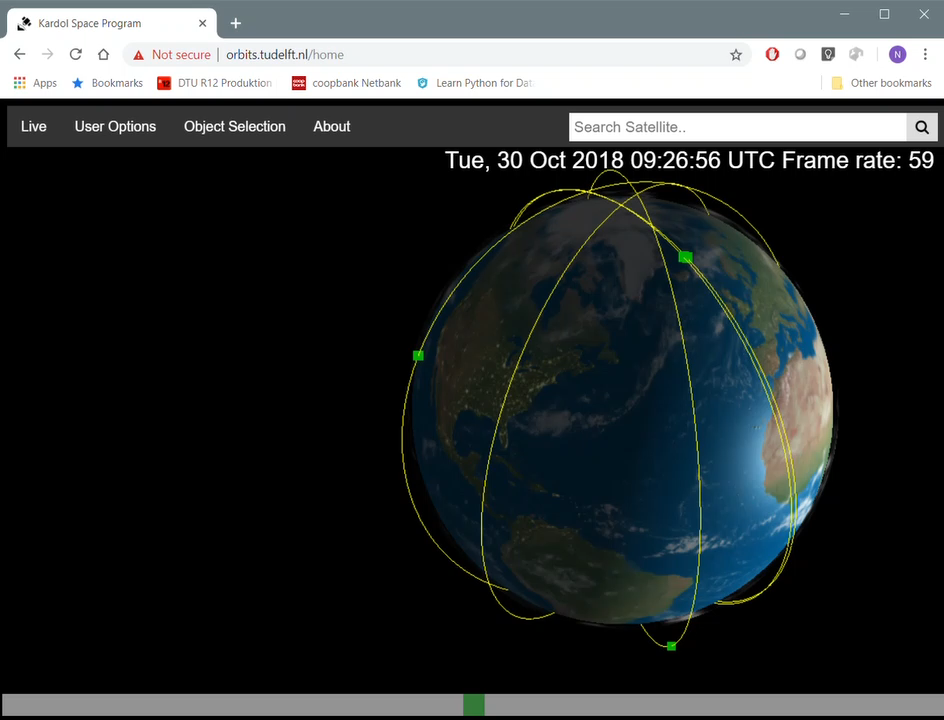 Kardol Space Program
Not secure | orbits.tudelft.nl/home
N
Apps Bookmarks DTU R12 Produktion coopbank Netbank Learn Python for Dat Other bookmarks
Live User Options Object Selection About Search Satellite..
Tue, 30 Oct 2018 09:26:56 UTC Frame rate: 59